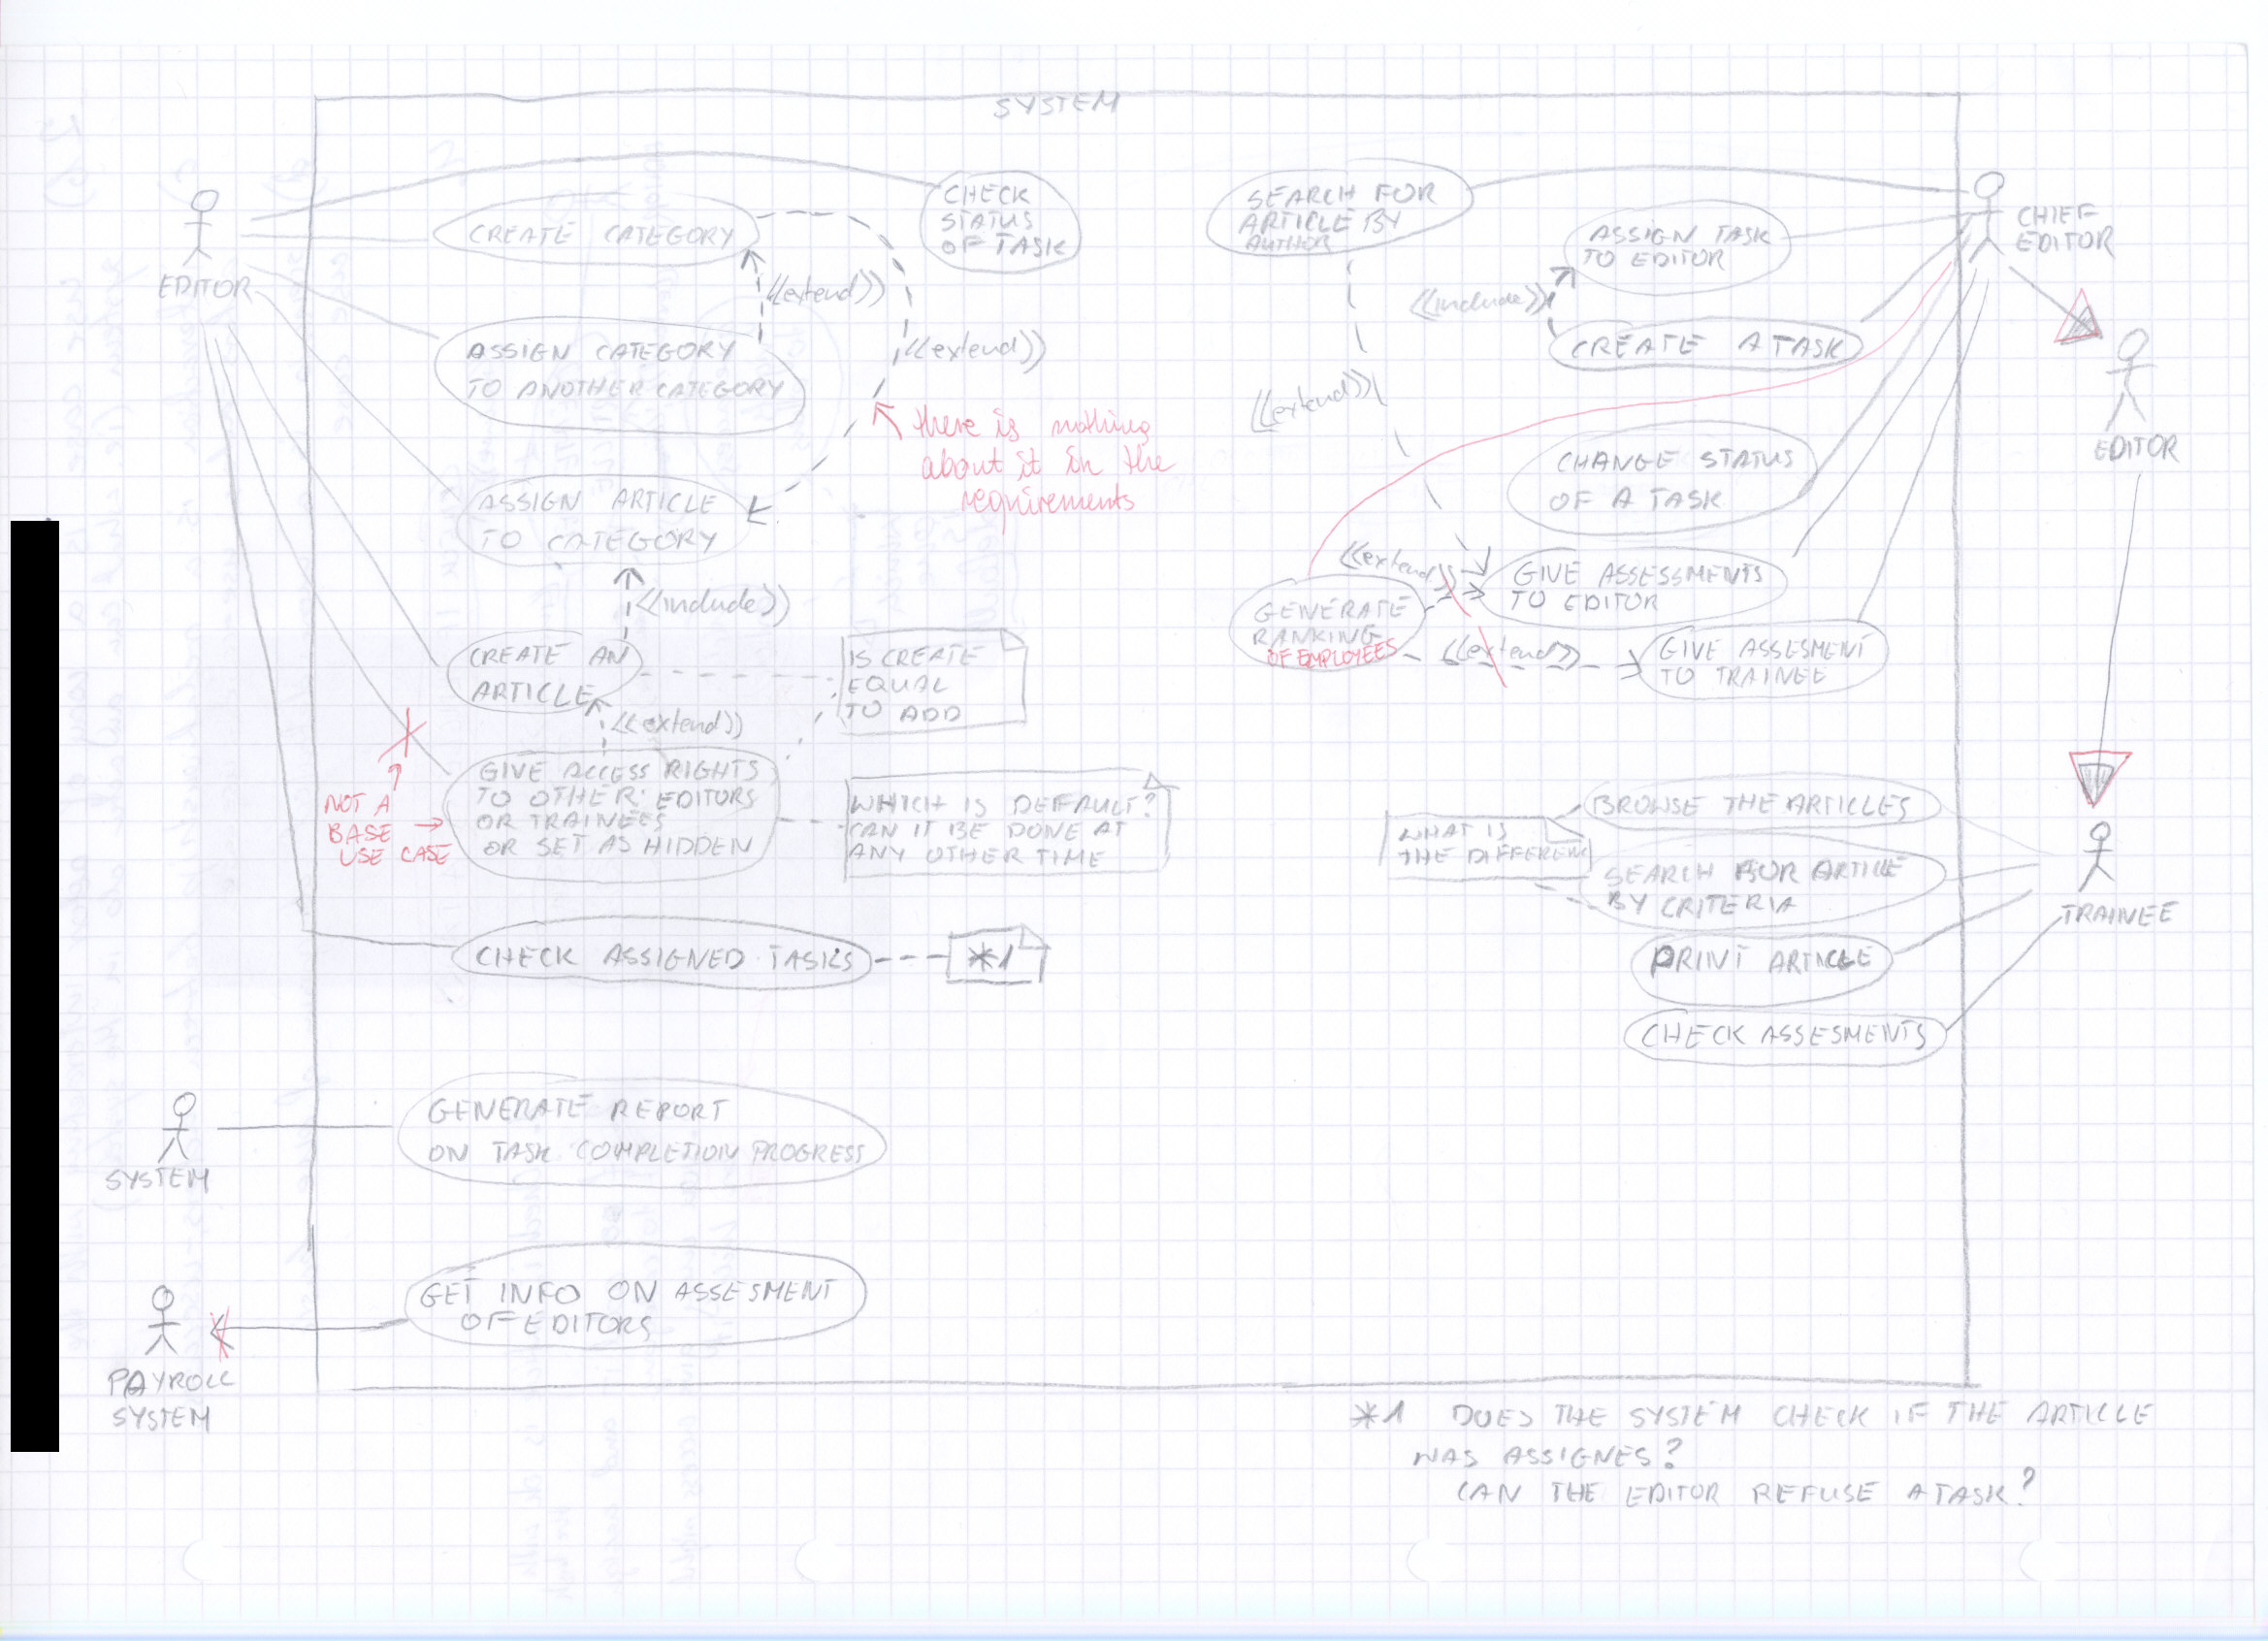 SYSTEM
EDITOR
CREATE CATEGORY
CHECK
STATUS
OF TASK
<<extend>>
<<extend>>
ASSIGN CATEGORY
TO ANOTHER CATEGORY
there is nothing
about it in the
requirements
ASSIGN ARTICLE
TO CATEGORY
<<include>>
CREATE AN
ARTICLE
IS CREATE
EQUAL
TO ADD
<<extend>>
GIVE ACCESS RIGHTS
TO OTHER EDITORS
OR TRAINEES
OR SET AS HIDDEN
NOT A
BASE
USE CASE
WHICH IS DEFAULT?
CAN IT BE DONE AT
ANY OTHER TIME
CHECK ASSIGNED TASKS
*1
SYSTEM
GENERATE REPORT
ON TASK COMPLETION PROGRESS
PAYROLL
SYSTEM
GET INFO ON ASSESMENT
OF EDITORS
SEARCH FOR
ARTICLE BY
AUTHOR
ASSIGN TASK
TO EDITOR
CHIEF
EDITOR
<<include>>
CREATE A TASK
<<extend>>
EDITOR
CHANGE STATUS
OF A TASK
<<extend>>
GIVE ASSESSMENTS
TO EDITOR
GENERATE
RANKING
OF EMPLOYEES
<<extend>>
GIVE ASSESMENT
TO TRAINEE
BROWSE THE ARTICLES
WHAT IS
THE DIFFERENC
SEARCH FOR ARTICLE
BY CRITERIA
TRAINEE
PRINT ARTICLE
CHECK ASSESMENTS
*1 DOES THE SYSTEM CHECK IF THE ARTICLE
WAS ASSIGNES?
CAN THE EDITOR REFUSE A TASK?